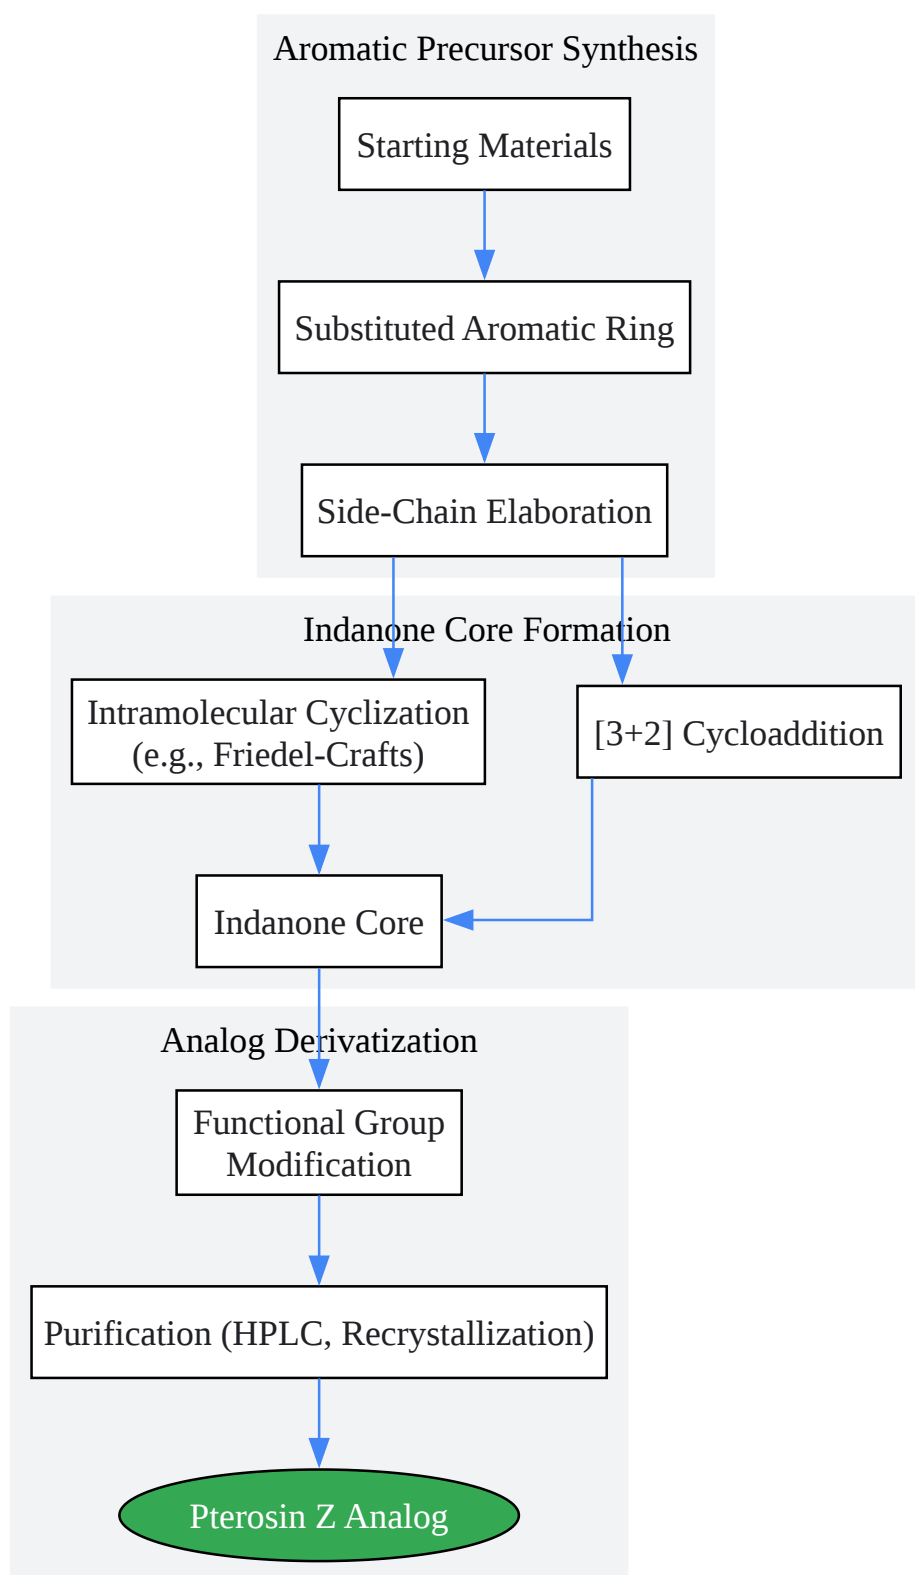 Aromatic Precursor Synthesis
Starting Materials
Substituted Aromatic Ring
Side-Chain Elaboration
Indanone Core Formation
Intramolecular Cyclization
(e.g., Friedel-Crafts)
[3+2] Cycloaddition
Indanone Core
Analog Derivatization
Functional Group
Modification
Purification (HPLC, Recrystallization)
Pterosin Z Analog